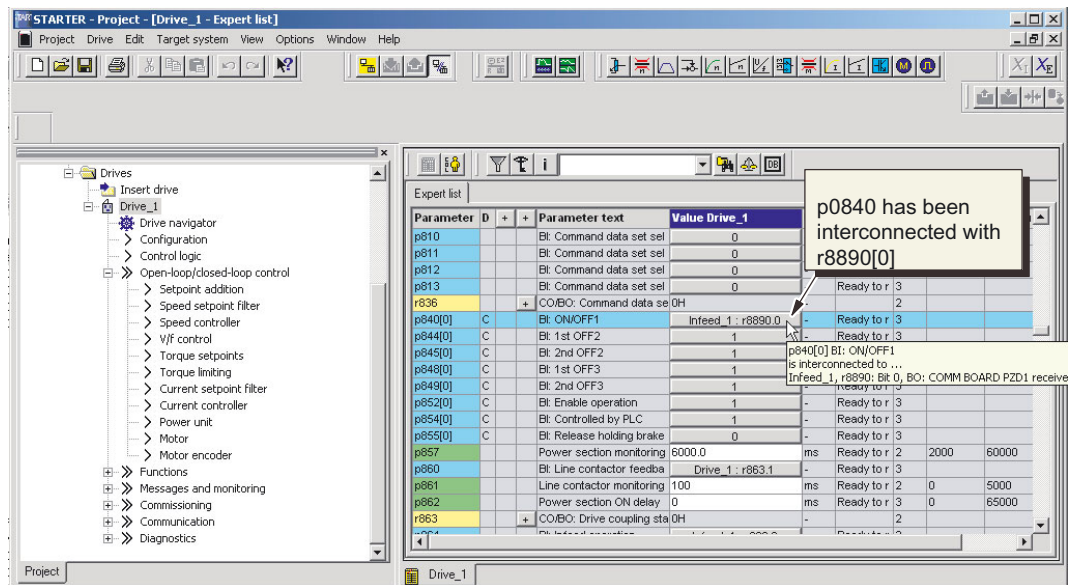 STARTER - Project - [Drive_1 - Expert list]
Project Drive Edit Target system View Options Window Help
Drives
Insert drive
Drive_1
Drive navigator
Configuration
Control logic
Open-loop/closed-loop control
Setpoint addition
Speed setpoint filter
Speed controller
V/f control
Torque setpoints
Torque limiting
Current setpoint filter
Current controller
Power unit
Motor
Motor encoder
Functions
Messages and monitoring
Commissioning
Communication
Diagnostics
Project
Expert list
Parameter D + + Parameter text Value Drive_1
p810 BI: Command data set sel 0
p811 BI: Command data set sel 0
p812 BI: Command data set sel 0
p813 BI: Command data set sel 0 - Ready to r 3
r836 + CO/BO: Command data se 0H - 2
p840[0] C BI: ON/OFF1 Infeed_1 : r8890.0 - Ready to r 3
p844[0] C BI: 1st OFF2 1 - Ready to r 3
p845[0] C BI: 2nd OFF2 1
p848[0] C BI: 1st OFF3 1
p849[0] C BI: 2nd OFF3 1 - Ready to r 3
p852[0] C BI: Enable operation 1 - Ready to r 3
p854[0] C BI: Controlled by PLC 1 - Ready to r 3
p855[0] C BI: Release holding brake 0 - Ready to r 3
p857 Power section monitoring 6000.0 ms Ready to r 2 2000 60000
p860 BI: Line contactor feedba Drive_1 : r863.1 - Ready to r 3
p861 Line contactor monitoring 100 ms Ready to r 2 0 5000
p862 Power section ON delay 0 ms Ready to r 3 0 65000
r863 + CO/BO: Drive coupling sta 0H - 2
p0840 has been
interconnected with
r8890[0]
p840[0] BI: ON/OFF1
is interconnected to ...
Infeed_1, r8890: Bit 0, BO: COMM BOARD PZD1 receive
Drive_1